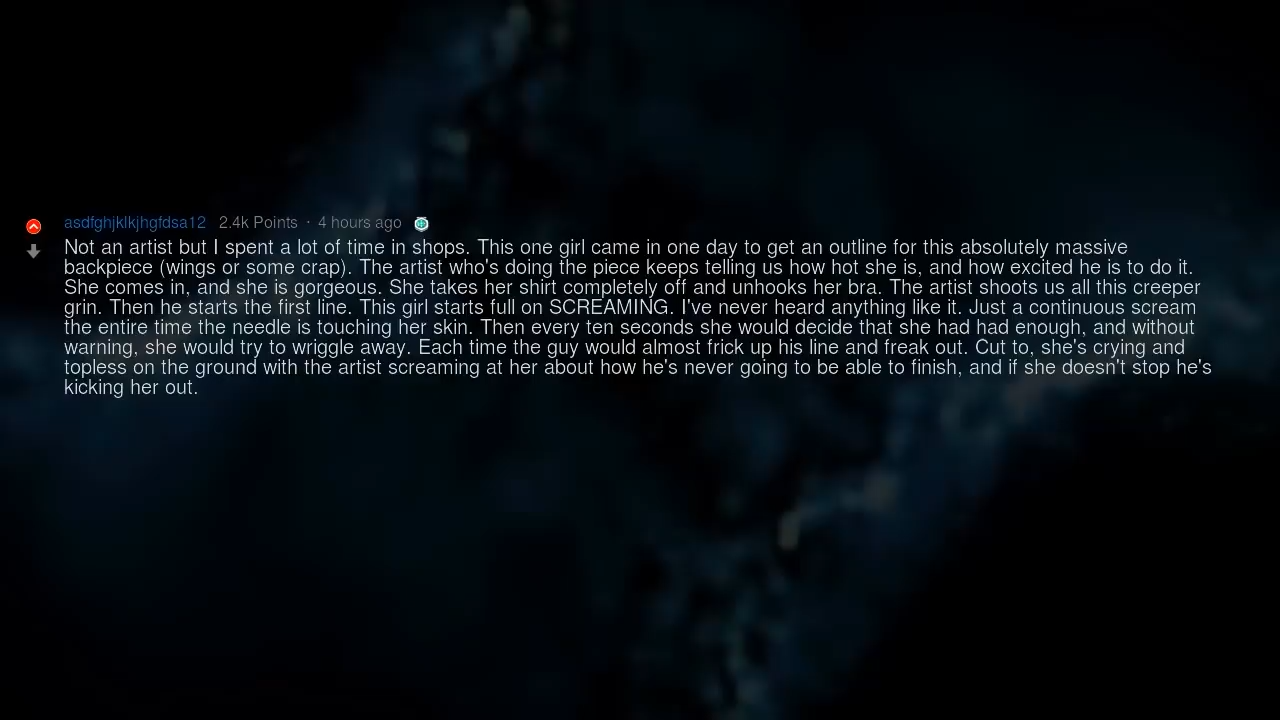 asdfghjklkjhgfdsa12 2.4k Points · 4 hours ago
Not an artist but I spent a lot of time in shops. This one girl came in one day to get an outline for this absolutely massive
backpiece (wings or some crap). The artist who's doing the piece keeps telling us how hot she is, and how excited he is to do it.
She comes in, and she is gorgeous. She takes her shirt completely off and unhooks her bra. The artist shoots us all this creeper
grin. Then he starts the first line. This girl starts full on SCREAMING. I've never heard anything like it. Just a continuous scream
the entire time the needle is touching her skin. Then every ten seconds she would decide that she had had enough, and without
warning, she would try to wriggle away. Each time the guy would almost frick up his line and freak out. Cut to, she's crying and
topless on the ground with the artist screaming at her about how he's never going to be able to finish, and if she doesn't stop he's
kicking her out.